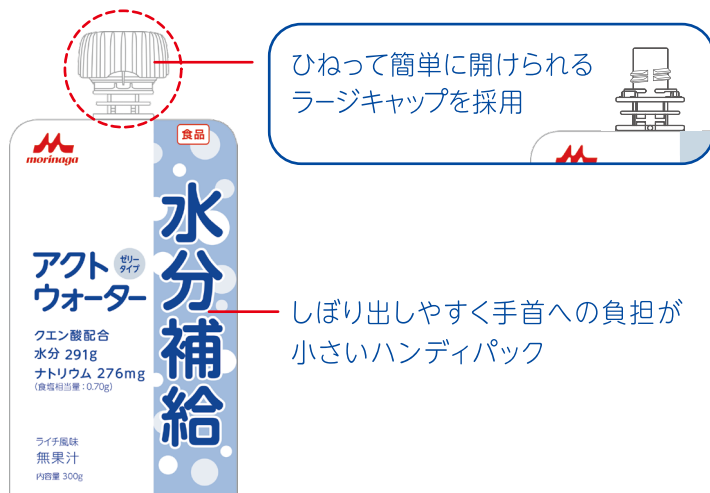 ひねって簡単に開けられる
ラージキャップを採用
morinaga
食品
水分補給
アクト
ウォーター
ゼリー
タイプ
クエン酸配合
水分 291g
ナトリウム 276mg
(食塩相当量:0.70g)
ライチ風味
無果汁
内容量 300g
しぼり出しやすく手首への負担が
小さいハンディパック